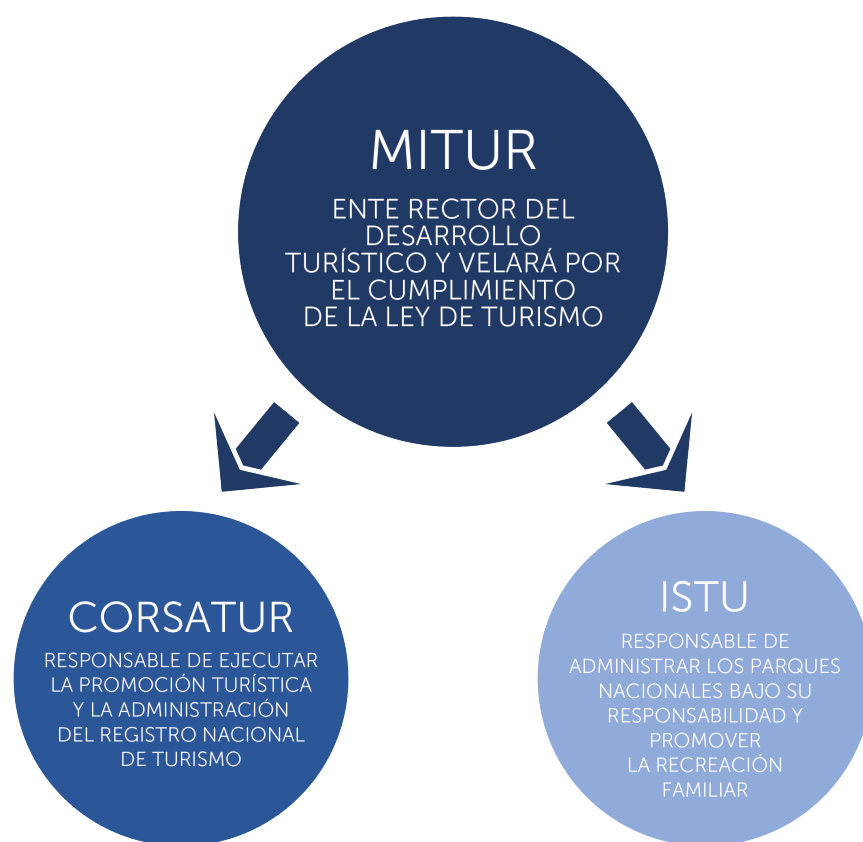 MITUR
ENTE RECTOR DEL
DESARROLLO
TURÍSTICO Y VELARÁ POR
EL CUMPLIMIENTO
DE LA LEY DE TURISMO
CORSATUR
RESPONSABLE DE EJECUTAR
LA PROMOCIÓN TURÍSTICA
Y LA ADMINISTRACIÓN
DEL REGISTRO NACIONAL
DE TURISMO
ISTU
RESPONSABLE DE
ADMINISTRAR LOS PARQUES
NACIONALES BAJO SU
RESPONSABILIDAD Y
PROMOVER
LA RECREACIÓN
FAMILIAR